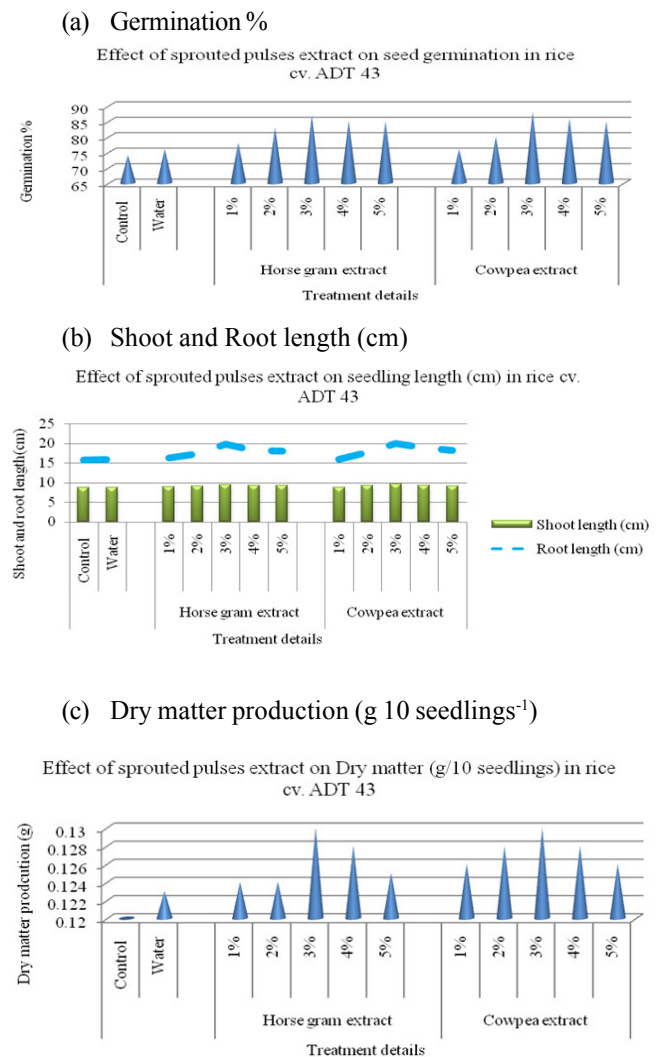 (a) Germination %
Effect of sprouted pulses extract on seed germination in rice
cv. ADT 43
Germination %
90
85
80
75
70
65
Control
Water
1%
2%
3%
4%
5%
1%
2%
3%
4%
5%
Horse gram extract
Cowpea extract
Treatment details
(b) Shoot and Root length (cm)
Effect of sprouted pulses extract on seedling length (cm) in rice cv.
ADT 43
Shoot and root length(cm)
25
20
15
10
5
0
Control
Water
1%
2%
3%
4%
5%
1%
2%
3%
4%
5%
Horse gram extract
Cowpea extract
Treatment details
Shoot length (cm)
Root length (cm)
(c) Dry matter production (g 10 seedlings⁻¹)
Effect of sprouted pulses extract on Dry matter (g/10 seedlings) in rice
cv. ADT 43
Dry matter prodcution (g)
0.13
0.128
0.126
0.124
0.122
0.12
Control
Water
1%
2%
3%
4%
5%
1%
2%
3%
4%
5%
Horse gram extract
Cowpea extract
Treatment details